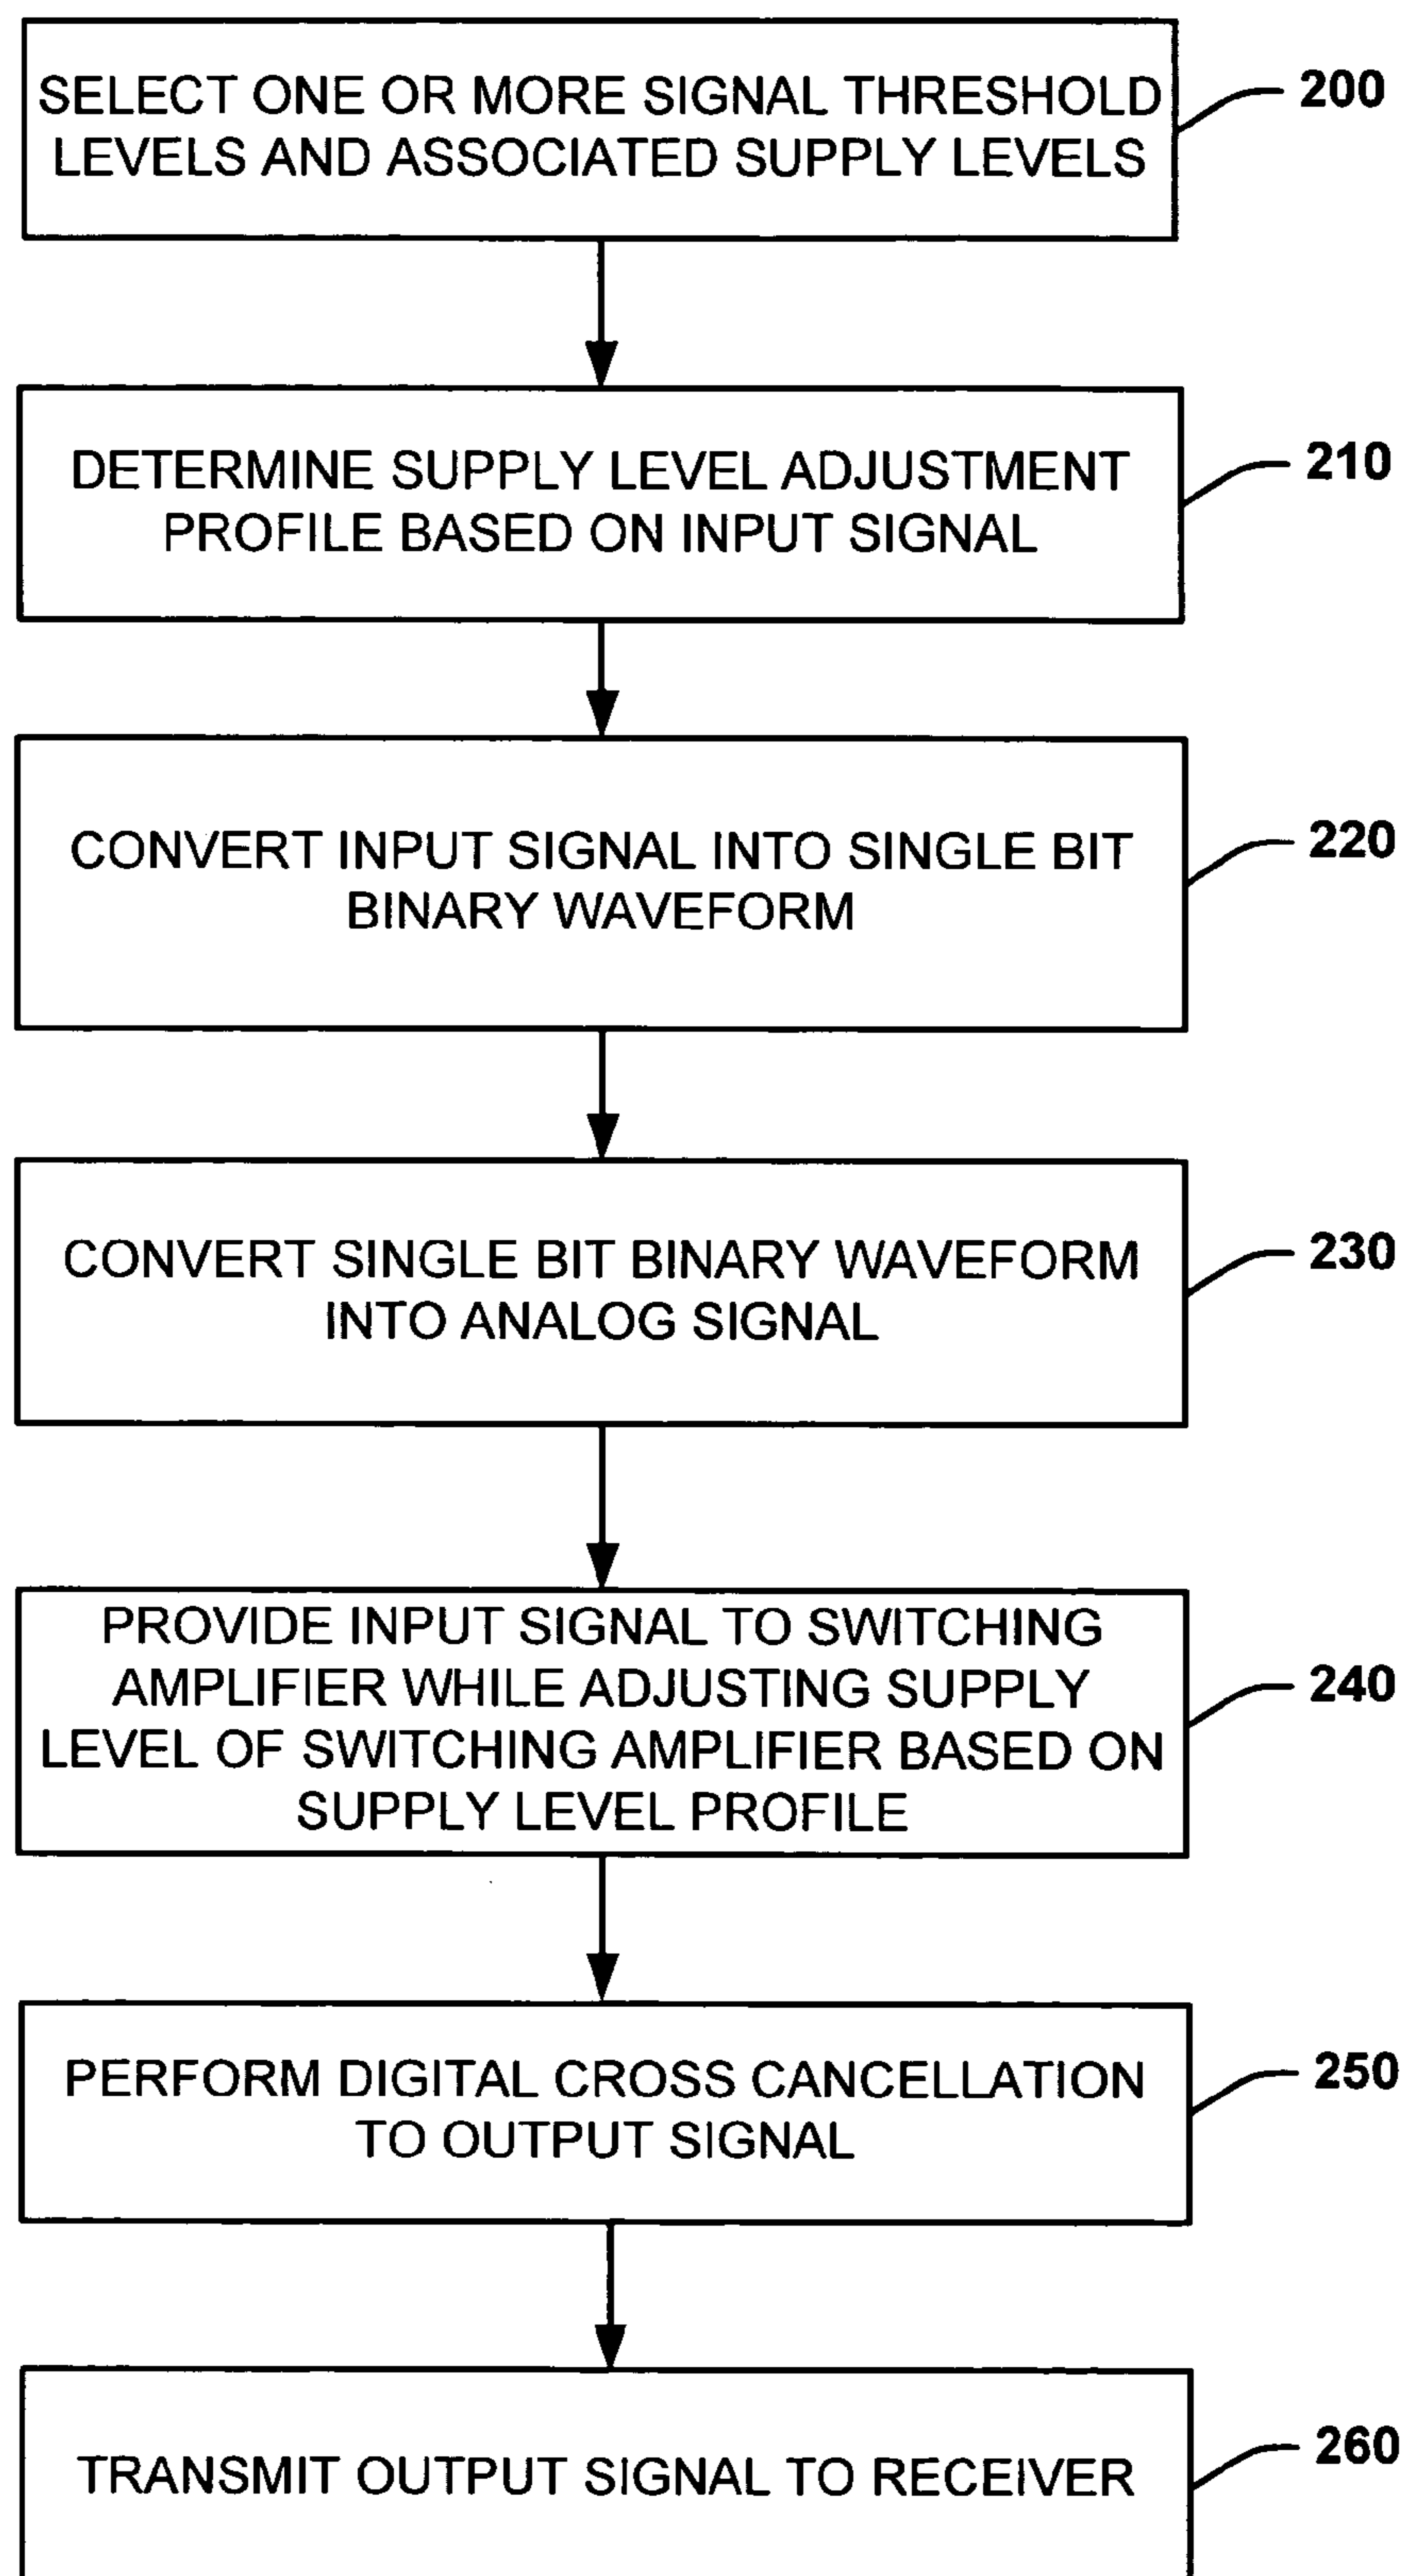 SELECT ONE OR MORE SIGNAL THRESHOLD
LEVELS AND ASSOCIATED SUPPLY LEVELS
200
DETERMINE SUPPLY LEVEL ADJUSTMENT
PROFILE BASED ON INPUT SIGNAL
210
CONVERT INPUT SIGNAL INTO SINGLE BIT
BINARY WAVEFORM
220
CONVERT SINGLE BIT BINARY WAVEFORM
INTO ANALOG SIGNAL
230
PROVIDE INPUT SIGNAL TO SWITCHING
AMPLIFIER WHILE ADJUSTING SUPPLY
LEVEL OF SWITCHING AMPLIFIER BASED ON
SUPPLY LEVEL PROFILE
240
PERFORM DIGITAL CROSS CANCELLATION
TO OUTPUT SIGNAL
250
TRANSMIT OUTPUT SIGNAL TO RECEIVER
260